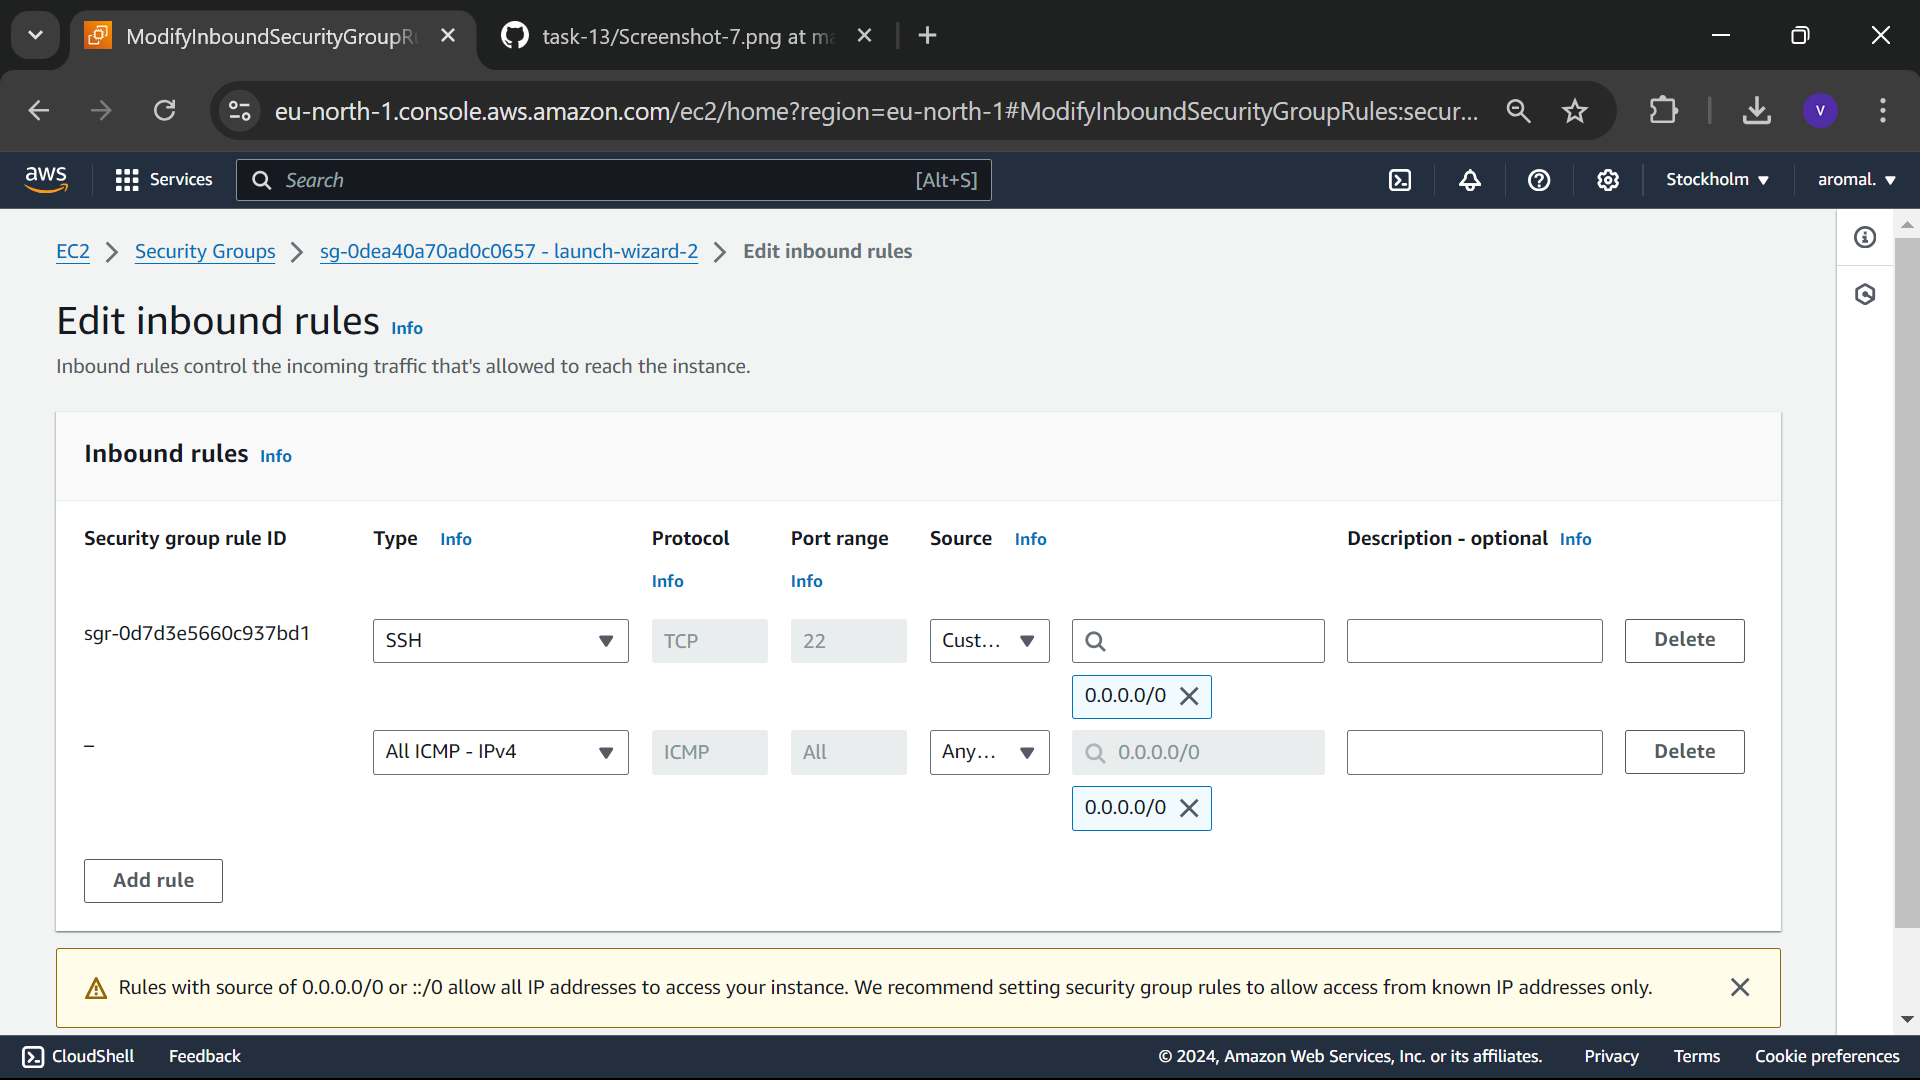 ModifyInboundSecurityGroupRu
task-13/Screenshot-7.png at ma
eu-north-1.console.aws.amazon.com/ec2/home?region=eu-north-1#ModifyInboundSecurityGroupRules:secur...
V
aws
Services
Search
[Alt+S]
Stockholm
aromal.
EC2
Security Groups
sg-0dea40a70ad0c0657 - launch-wizard-2
Edit inbound rules
Edit inbound rules Info
Inbound rules control the incoming traffic that's allowed to reach the instance.
Inbound rules Info
Security group rule ID
Type Info
Protocol
Info
Port range
Info
Source Info
Description - optional Info
sgr-0d7d3e5660c937bd1
SSH
TCP
22
Cust...
Delete
0.0.0.0/0
–
All ICMP - IPv4
ICMP
All
Any...
0.0.0.0/0
Delete
0.0.0.0/0
Add rule
Rules with source of 0.0.0.0/0 or ::/0 allow all IP addresses to access your instance. We recommend setting security group rules to allow access from known IP addresses only.
CloudShell
Feedback
© 2024, Amazon Web Services, Inc. or its affiliates.
Privacy
Terms
Cookie preferences